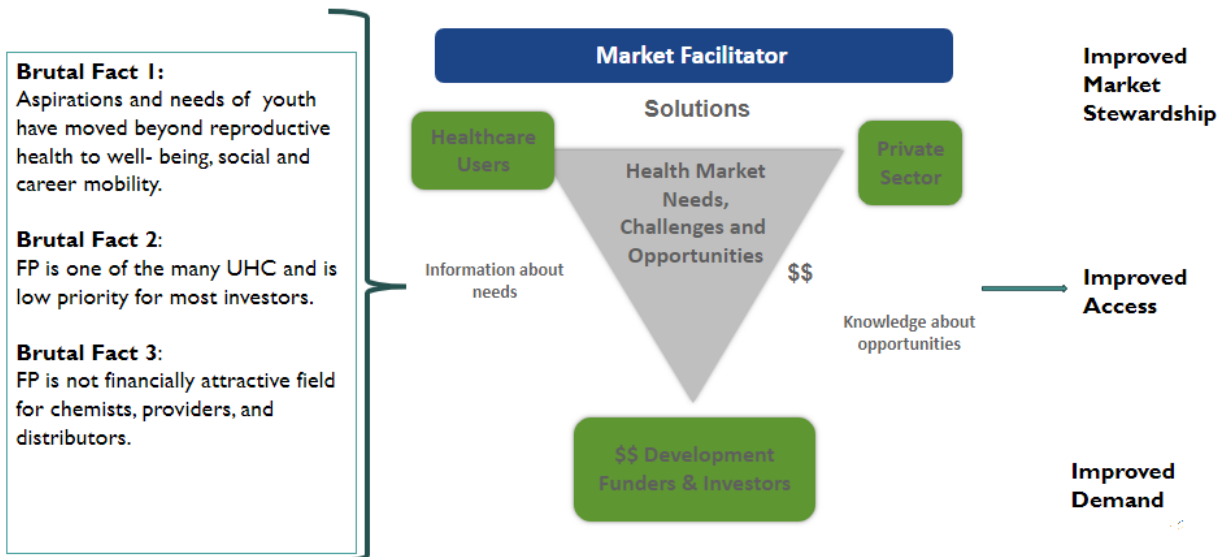 Brutal Fact 1:
Aspirations and needs of youth
have moved beyond reproductive
health to well- being, social and
career mobility.
Brutal Fact 2:
FP is one of the many UHC and is
low priority for most investors.
Brutal Fact 3:
FP is not financially attractive field
for chemists, providers, and
distributors.
Market Facilitator
Solutions
Healthcare
Users
Private
Sector
Health Market
Needs,
Challenges and
Opportunities
Information about
needs
$$
Knowledge about
opportunities
$$ Development
Funders & Investors
Improved
Market
Stewardship
Improved
Access
Improved
Demand